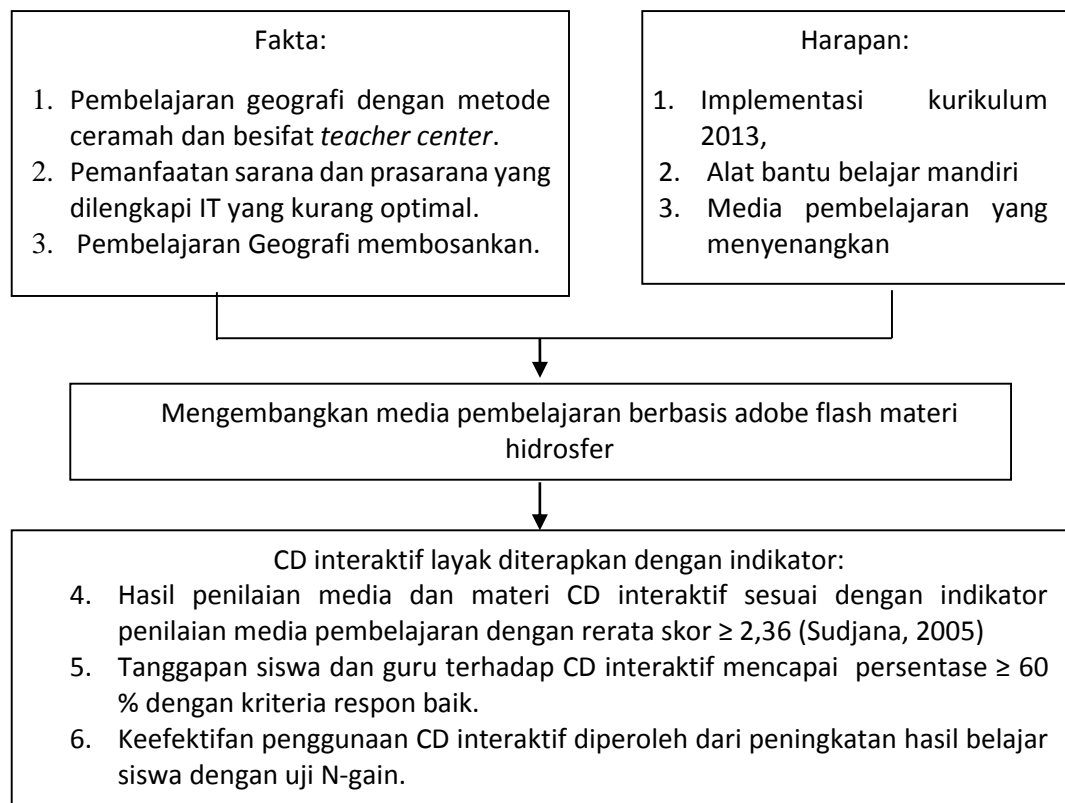 Fakta:
1. Pembelajaran geografi dengan metode
ceramah dan besifat teacher center.
2. Pemanfaatan sarana dan prasarana yang
dilengkapi IT yang kurang optimal.
3. Pembelajaran Geografi membosankan.
Harapan:
1. Implementasi kurikulum
2013,
2. Alat bantu belajar mandiri
3. Media pembelajaran yang
menyenangkan
Mengembangkan media pembelajaran berbasis adobe flash materi
hidrosfer
CD interaktif layak diterapkan dengan indikator:
4. Hasil penilaian media dan materi CD interaktif sesuai dengan indikator
penilaian media pembelajaran dengan rerata skor ≥ 2,36 (Sudjana, 2005)
5. Tanggapan siswa dan guru terhadap CD interaktif mencapai persentase ≥ 60
% dengan kriteria respon baik.
6. Keefektifan penggunaan CD interaktif diperoleh dari peningkatan hasil belajar
siswa dengan uji N-gain.